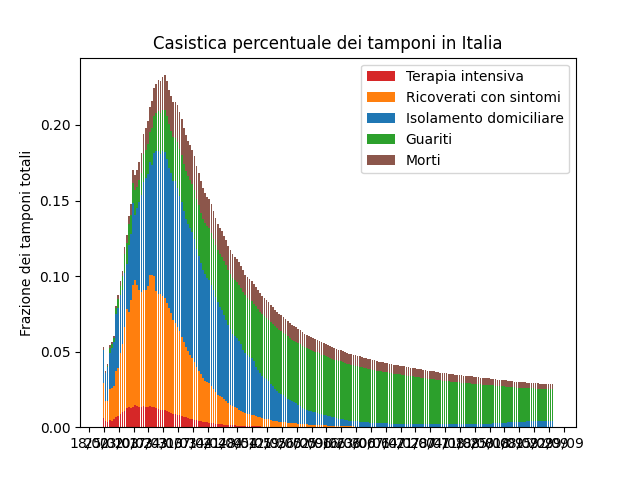 Casistica percentuale dei tamponi in Italia
Terapia intensiva
Ricoverati con sintomi
Isolamento domiciliare
Guariti
Morti
Frazione dei tamponi totali
0.20
0.15
0.10
0.05
0.00